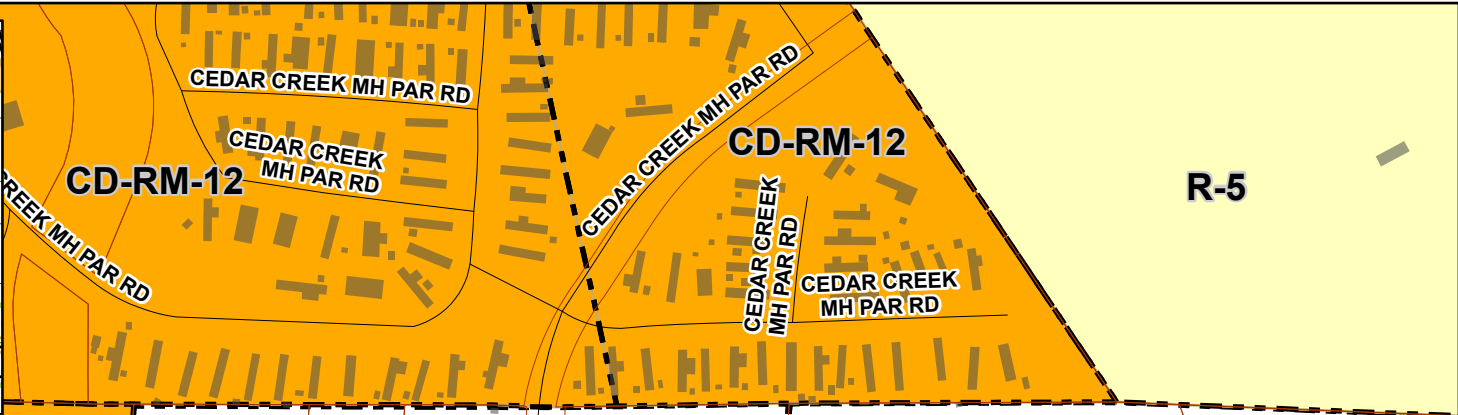 CEDAR CREEK MH PAR RD
CEDAR CREEK
MH PAR RD
CD-RM-12
CREEK MH PAR RD
CEDAR CREEK MH PAR RD
CD-RM-12
CEDAR CREEK
MH PAR RD
CEDAR CREEK
MH PAR RD
R-5